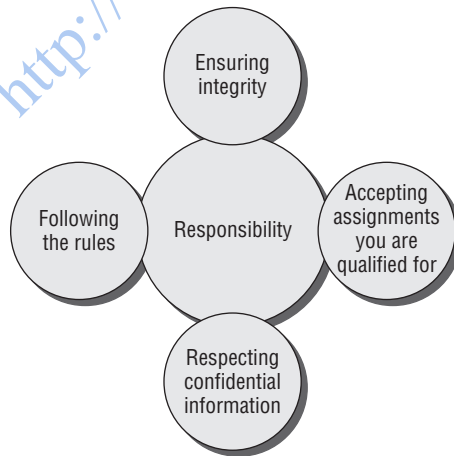 http://
Ensuring
integrity
Following
the rules
Responsibility
Accepting
assignments
you are
qualified for
Respecting
confidential
information